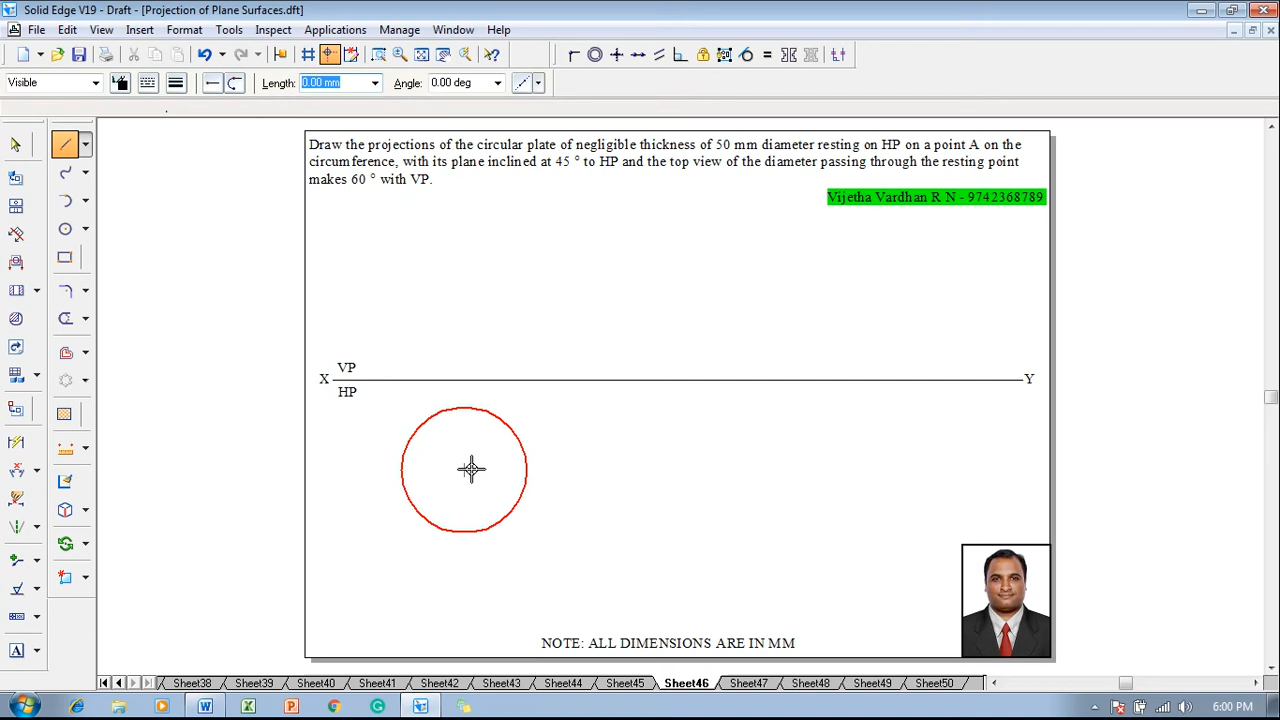 Solid Edge V19 - Draft - [Projection of Plane Surfaces.dft]
File Edit View Insert Format Tools Inspect Applications Manage Window Help
Visible Length: 0.00 mm Angle: 0.00 deg
Draw the projections of the circular plate of negligible thickness of 50 mm diameter resting on HP on a point A on the
circumference, with its plane inclined at 45 ° to HP and the top view of the diameter passing through the resting point
makes 60 ° with VP.
Vijetha Vardhan R N - 9742368789
VP
X Y
HP
NOTE: ALL DIMENSIONS ARE IN MM
Sheet38 Sheet39 Sheet40 Sheet41 Sheet42 Sheet43 Sheet44 Sheet45 Sheet46 Sheet47 Sheet48 Sheet49 Sheet50
6:00 PM